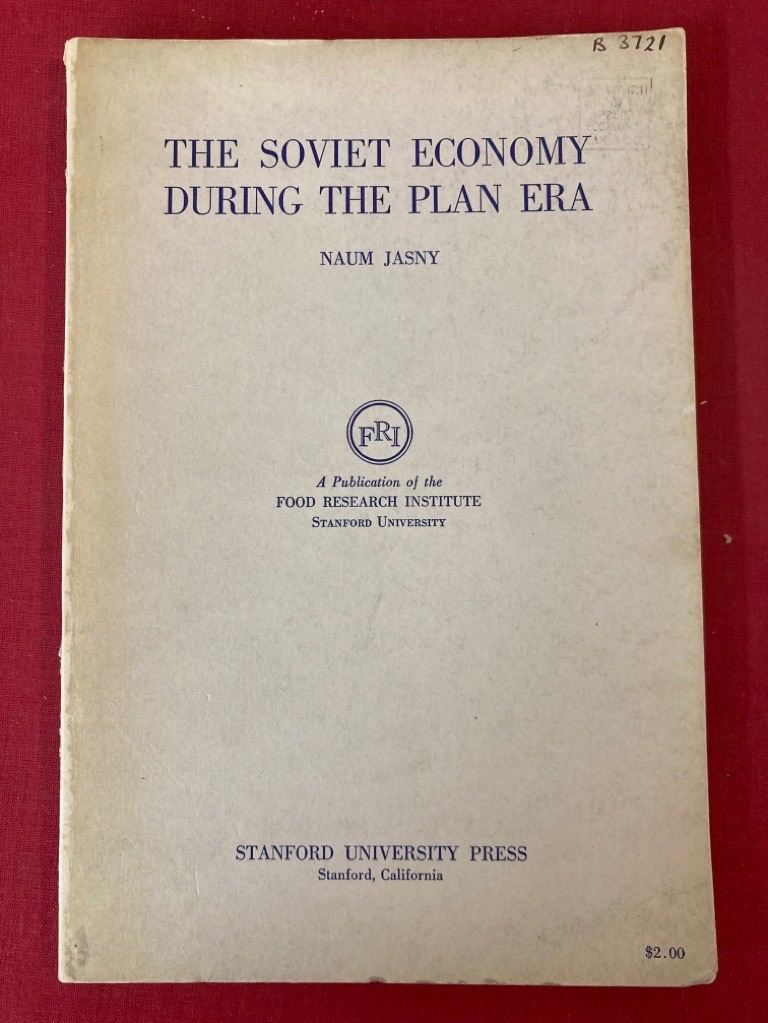 B 3721
THE SOVIET ECONOMY
DURING THE PLAN ERA
NAUM JASNY
FRI
A Publication of the
FOOD RESEARCH INSTITUTE
STANFORD UNIVERSITY
STANFORD UNIVERSITY PRESS
Stanford, California
$2.00